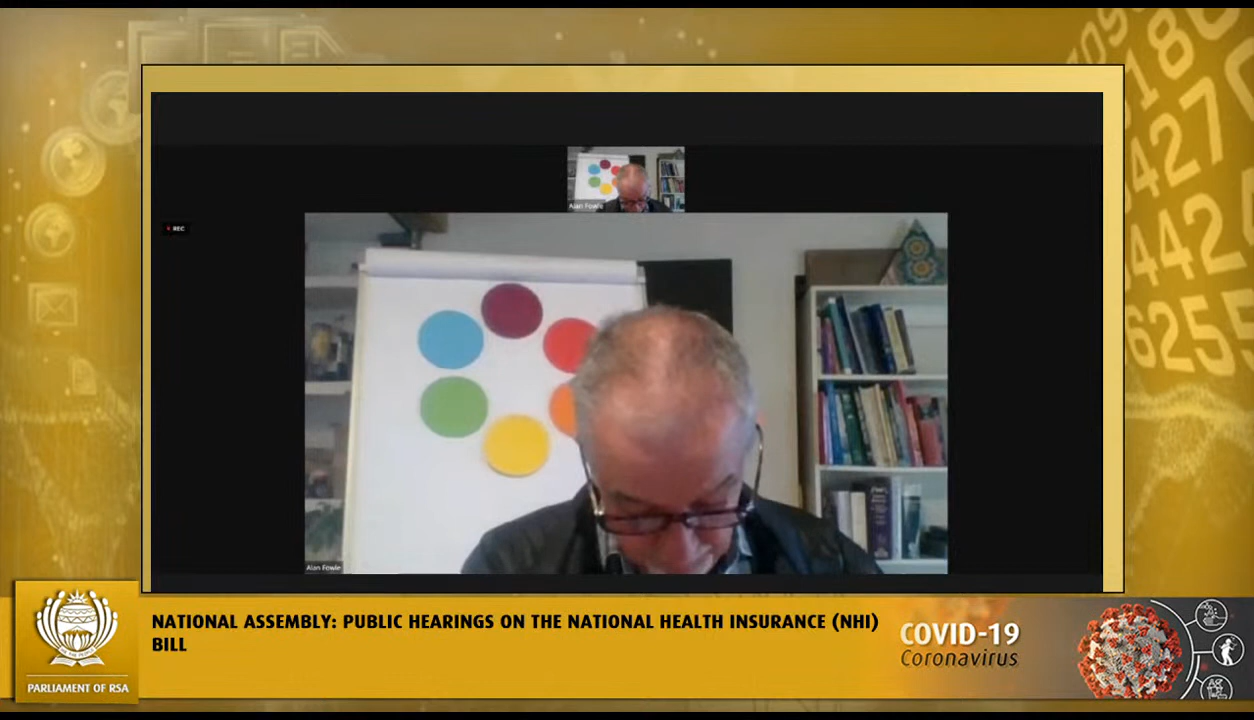 Alan Fowle
REC
Alan Fowle
NATIONAL ASSEMBLY: PUBLIC HEARINGS ON THE NATIONAL HEALTH INSURANCE (NHI)
BILL
COVID-19
Coronavirus
PARLIAMENT OF RSA